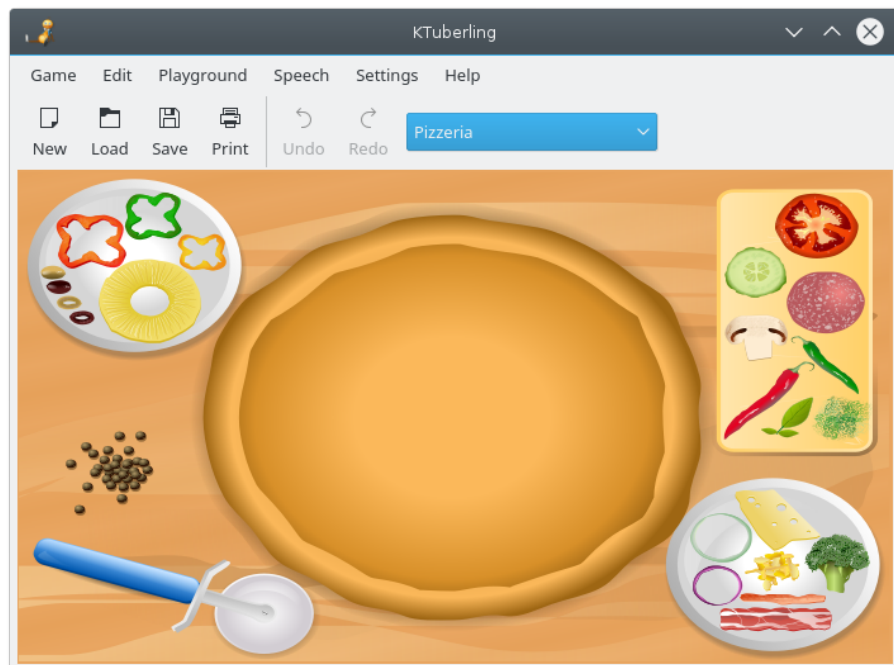 KTuberling
Game Edit Playground Speech Settings Help
New Load Save Print Undo Redo Pizzeria